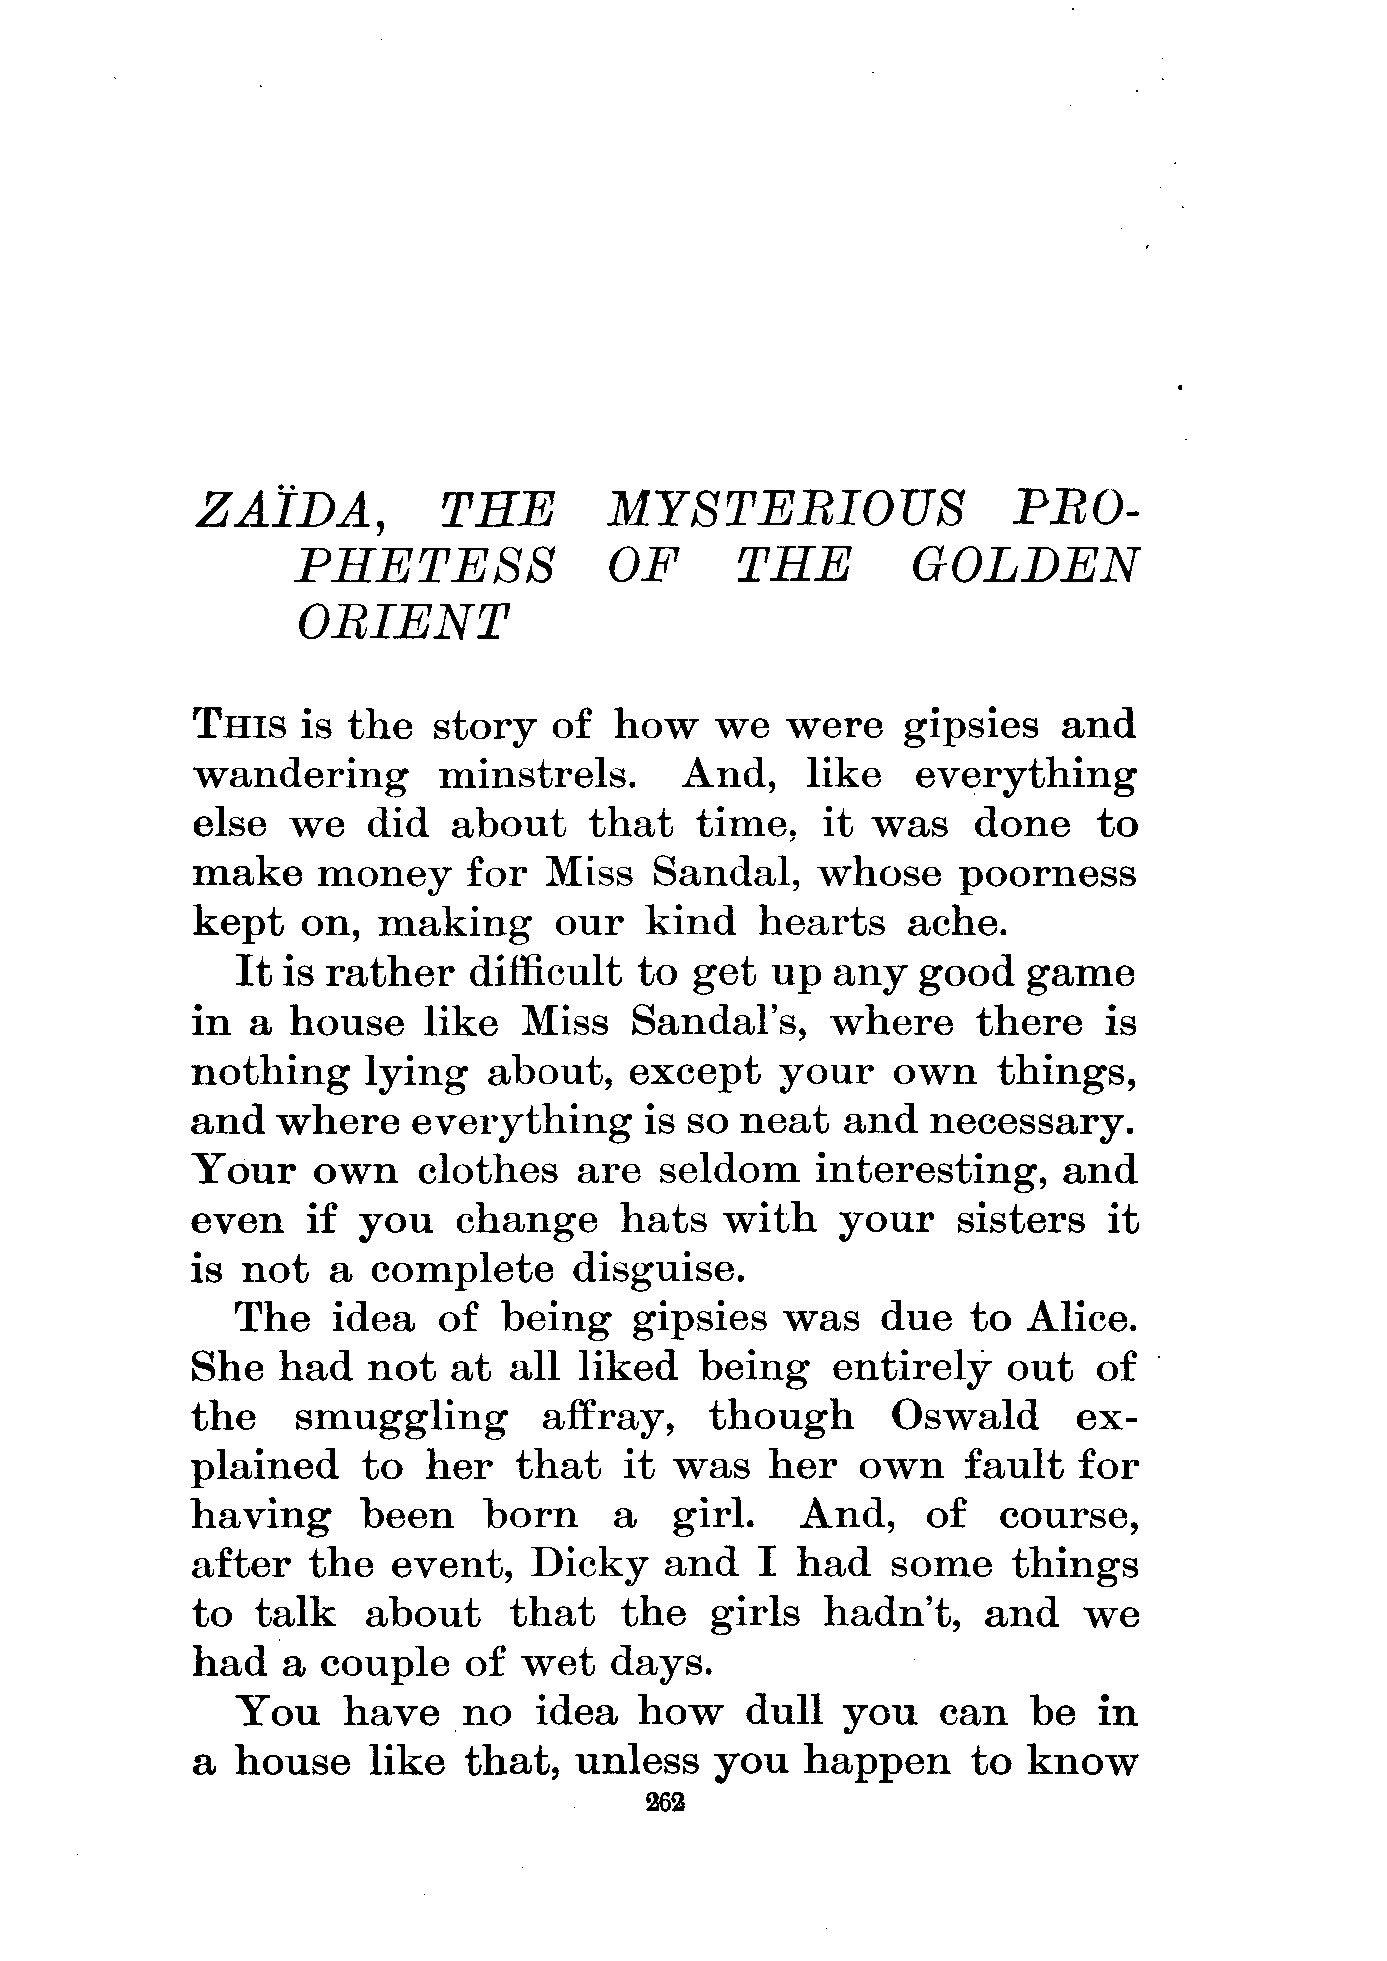 ZAÏDA, THE MYSTERIOUS PRO-
PHETESS OF THE GOLDEN
ORIENT
THIS is the story of how we were gipsies and
wandering minstrels. And, like everything
else we did about that time, it was done to
make money for Miss Sandal, whose poorness
kept on, making our kind hearts ache.
It is rather difficult to get up any good game
in a house like Miss Sandal's, where there is
nothing lying about, except your own things,
and where everything is so neat and necessary.
Your own clothes are seldom interesting, and
even if you change hats with your sisters it
is not a complete disguise.
The idea of being gipsies was due to Alice.
She had not at all liked being entirely out of
the smuggling affray, though Oswald ex-
plained to her that it was her own fault for
having been born a girl. And, of course,
after the event, Dicky and I had some things
to talk about that the girls hadn't, and we
had a couple of wet days.
You have no idea how dull you can be in
a house like that, unless you happen to know
262